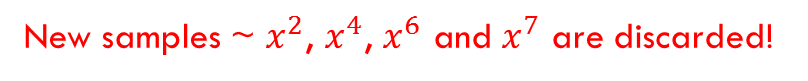 New samples ~ x², x⁴, x⁶ and x⁷ are discarded!